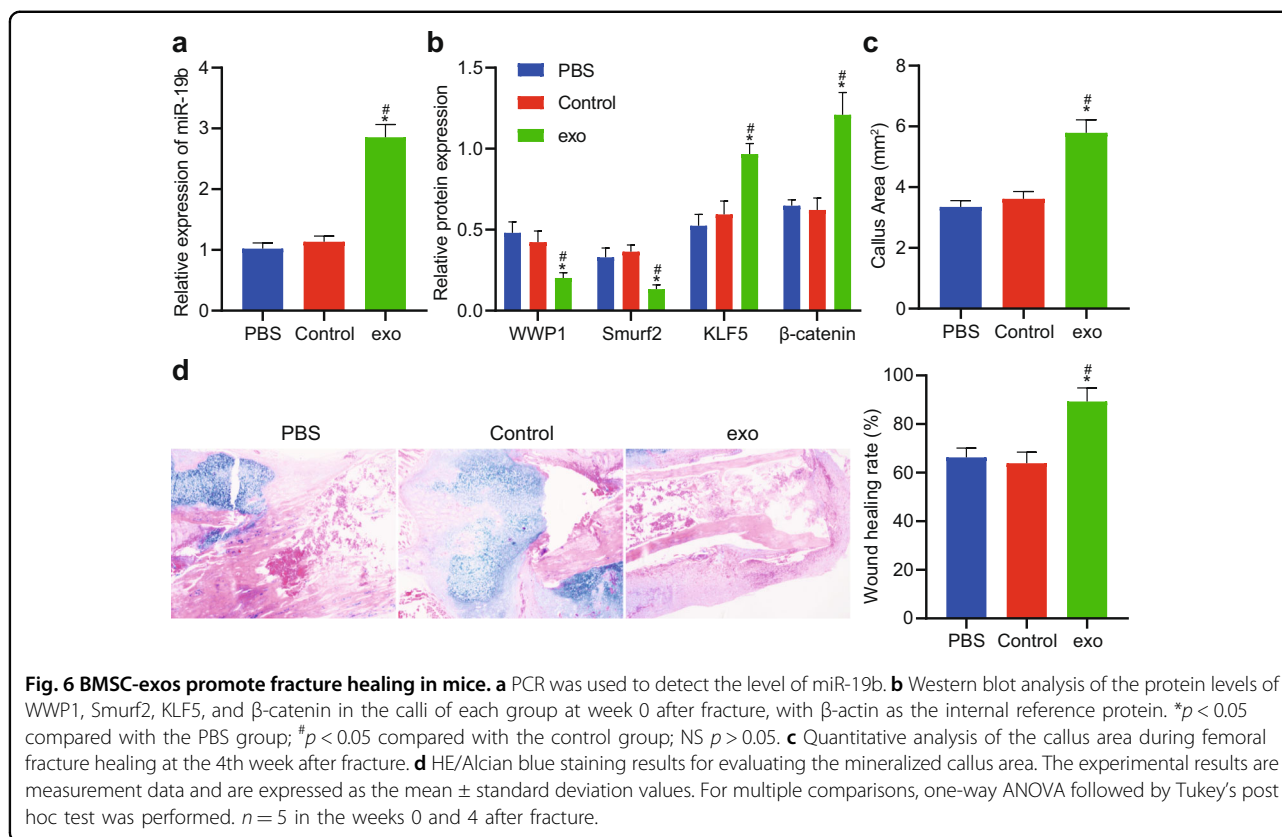 a
Relative expression of miR-19b
4
3
2
1
0
#
*
PBS Control exo
b
Relative protein expression
1.5
1.0
0.5
0.0
PBS
Control
exo
#
*
#
*
#
*
#
*
WWP1 Smurf2 KLF5 β-catenin
c
Callus Area (mm²)
8
6
4
2
0
#
*
PBS Control exo
d
PBS Control exo
Wound healing rate (%)
100
80
60
40
20
0
#
*
PBS Control exo
Fig. 6 BMSC-exos promote fracture healing in mice. a PCR was used to detect the level of miR-19b. b Western blot analysis of the protein levels of
WWP1, Smurf2, KLF5, and β-catenin in the calli of each group at week 0 after fracture, with β-actin as the internal reference protein. *p < 0.05
compared with the PBS group; #p < 0.05 compared with the control group; NS p > 0.05. c Quantitative analysis of the callus area during femoral
fracture healing at the 4th week after fracture. d HE/Alcian blue staining results for evaluating the mineralized callus area. The experimental results are
measurement data and are expressed as the mean ± standard deviation values. For multiple comparisons, one-way ANOVA followed by Tukey's post
hoc test was performed. n = 5 in the weeks 0 and 4 after fracture.